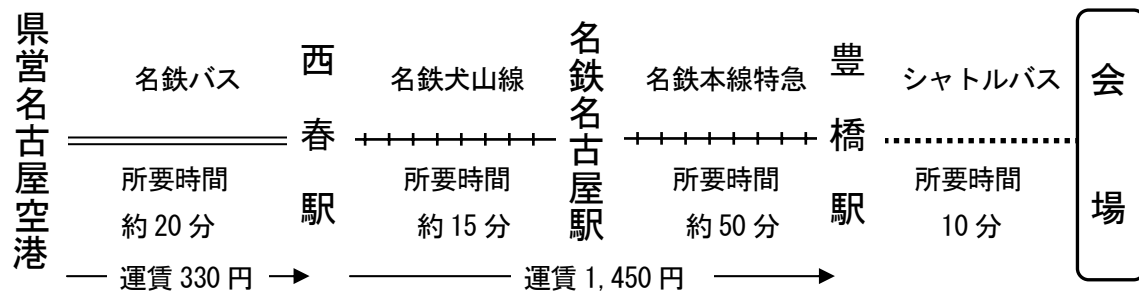 県営名古屋空港
名鉄バス
所要時間
約20分
西春駅
名鉄犬山線
所要時間
約15分
名鉄名古屋駅
名鉄本線特急
所要時間
約50分
豊橋駅
シャトルバス
所要時間
10分
会場
運賃330円
運賃1,450円